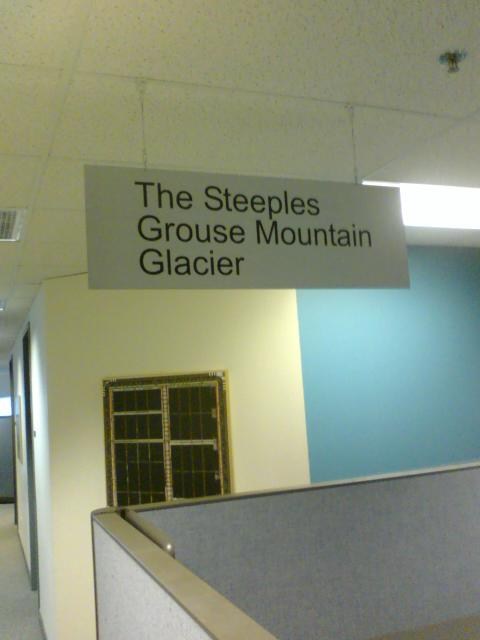 The Steeples
Grouse Mountain
Glacier